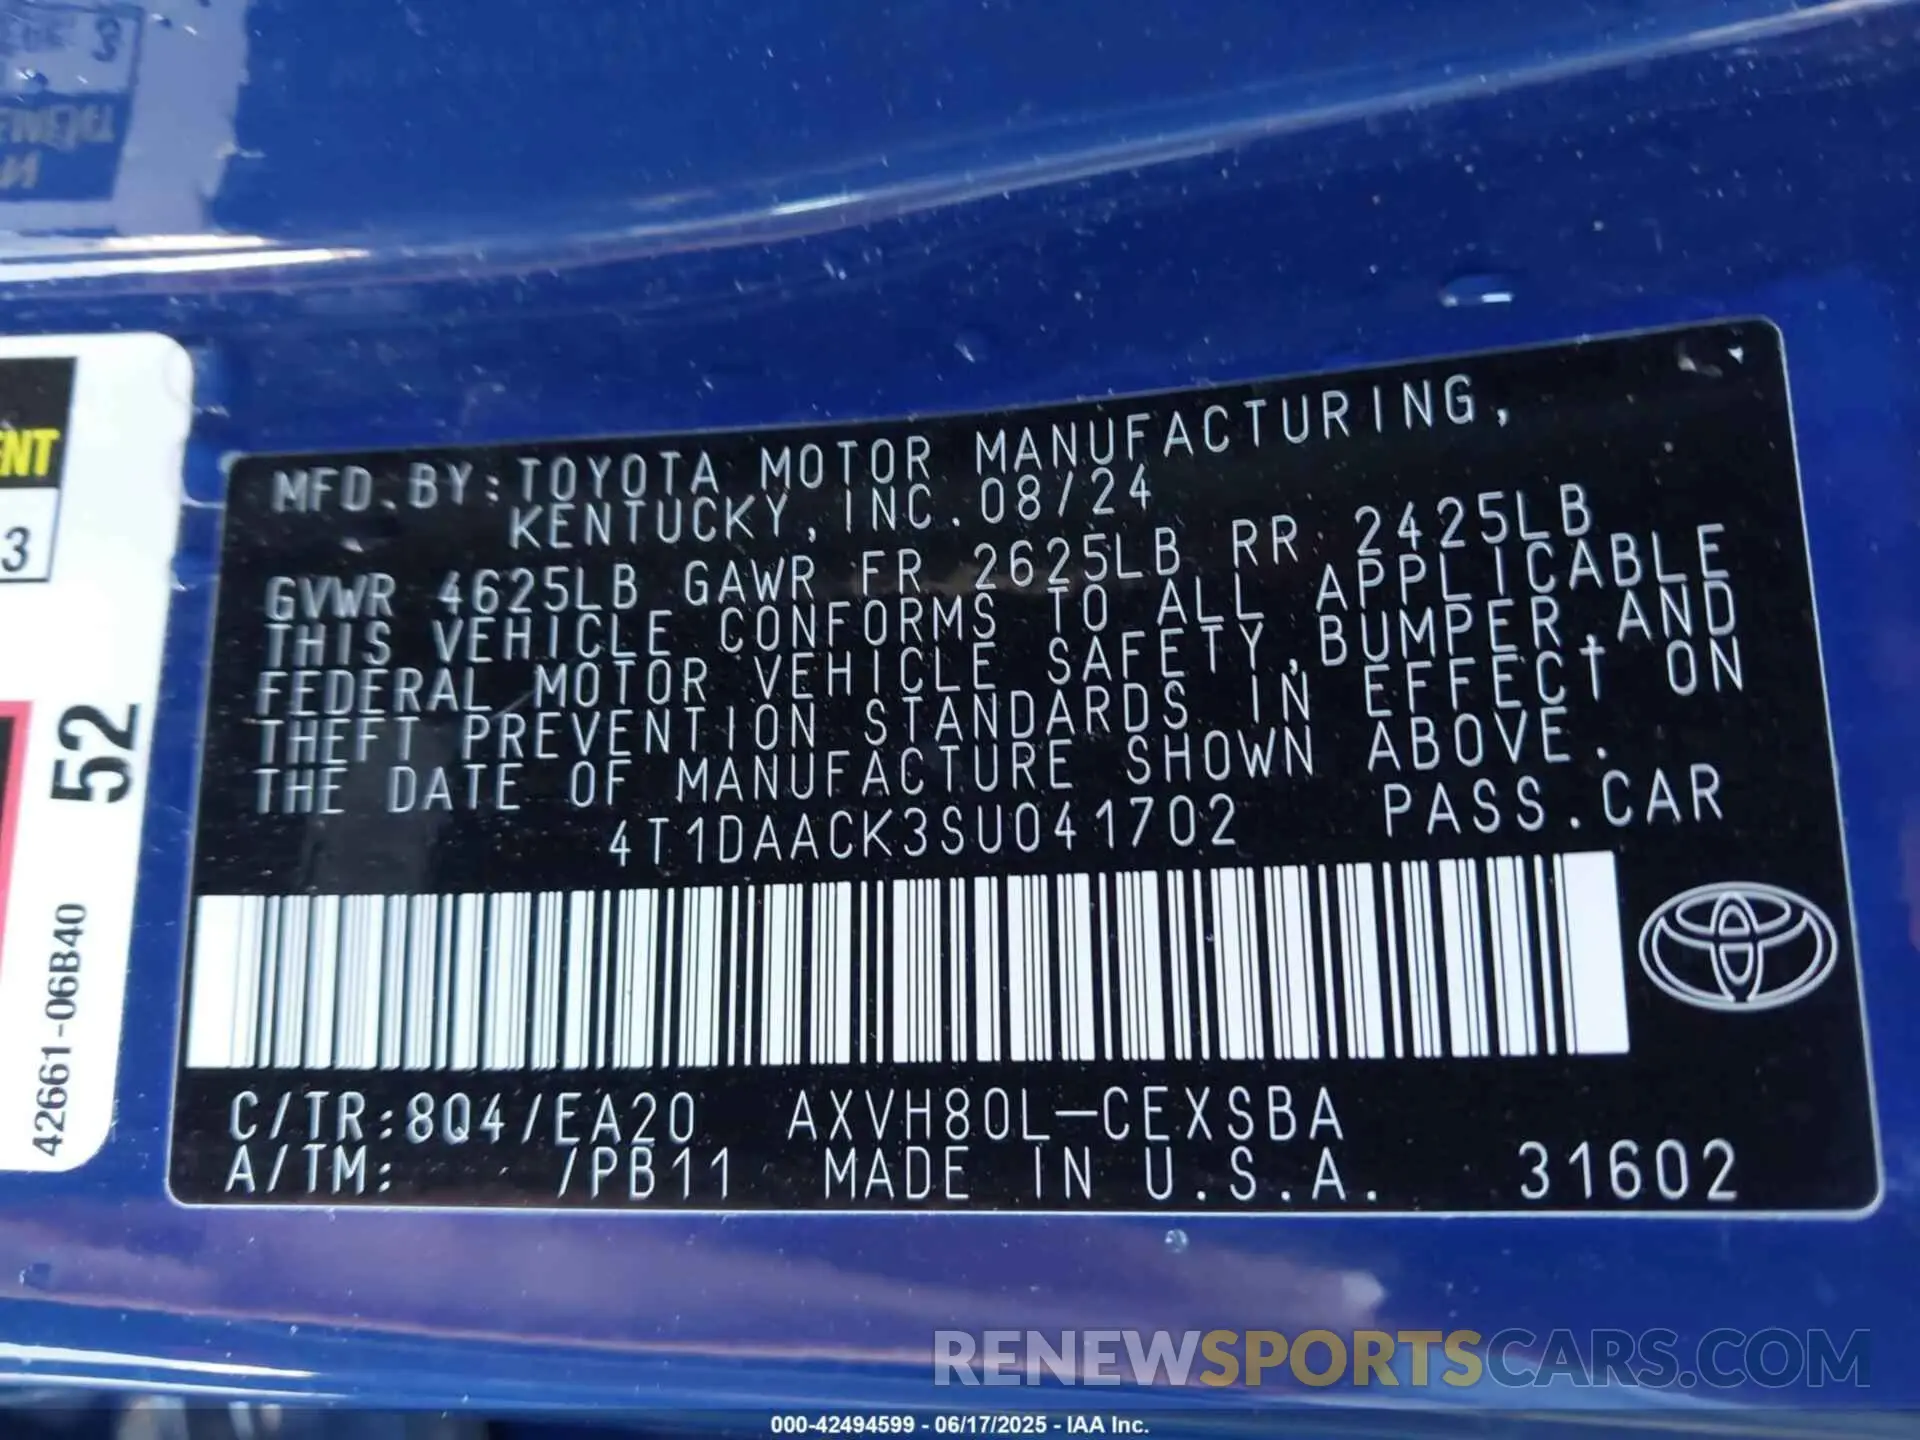 MFD.BY:TOYOTA MOTOR MANUFACTURING,
KENTUCKY,INC.08/24
GVWR 4625LB GAWR FR 2625LB RR 2425LB
THIS VEHICLE CONFORMS TO ALL APPLICABLE
FEDERAL MOTOR VEHICLE SAFETY,BUMPER,AND
THEFT PREVENTION STANDARDS IN EFFECT ON
THE DATE OF MANUFACTURE SHOWN ABOVE.
4T1DAACK3SU041702 PASS.CAR
C/TR:8Q4/EA20 AXVH80L-CEXSBA
A/TM: /PB11 MADE IN U.S.A. 31602
ENT
3
52
42661-06B40
RENEWSPORTSCARS.COM
000-42494599 - 06/17/2025 - IAA Inc.